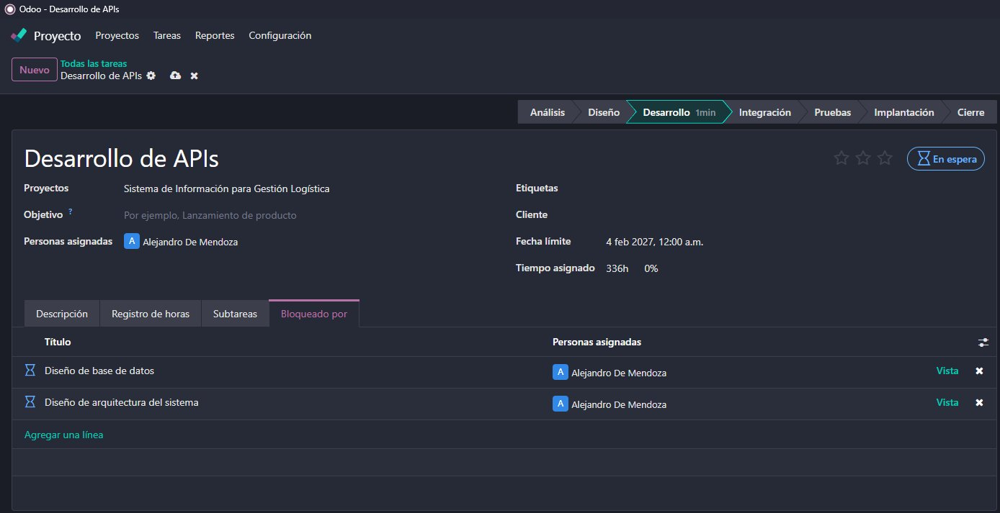 Odoo - Desarrollo de APIs
Proyecto Proyectos Tareas Reportes Configuración
Nuevo
Todas las tareas
Desarrollo de APIs
Análisis Diseño Desarrollo 1min Integración Pruebas Implantación Cierre
Desarrollo de APIs
En espera
Proyectos Sistema de Información para Gestión Logística
Etiquetas
Objetivo ? Por ejemplo, Lanzamiento de producto
Cliente
Personas asignadas A Alejandro De Mendoza
Fecha límite 4 feb 2027, 12:00 a.m.
Tiempo asignado 336h 0%
Descripción Registro de horas Subtareas Bloqueado por
Título Personas asignadas
Diseño de base de datos A Alejandro De Mendoza Vista
Diseño de arquitectura del sistema A Alejandro De Mendoza Vista
Agregar una línea